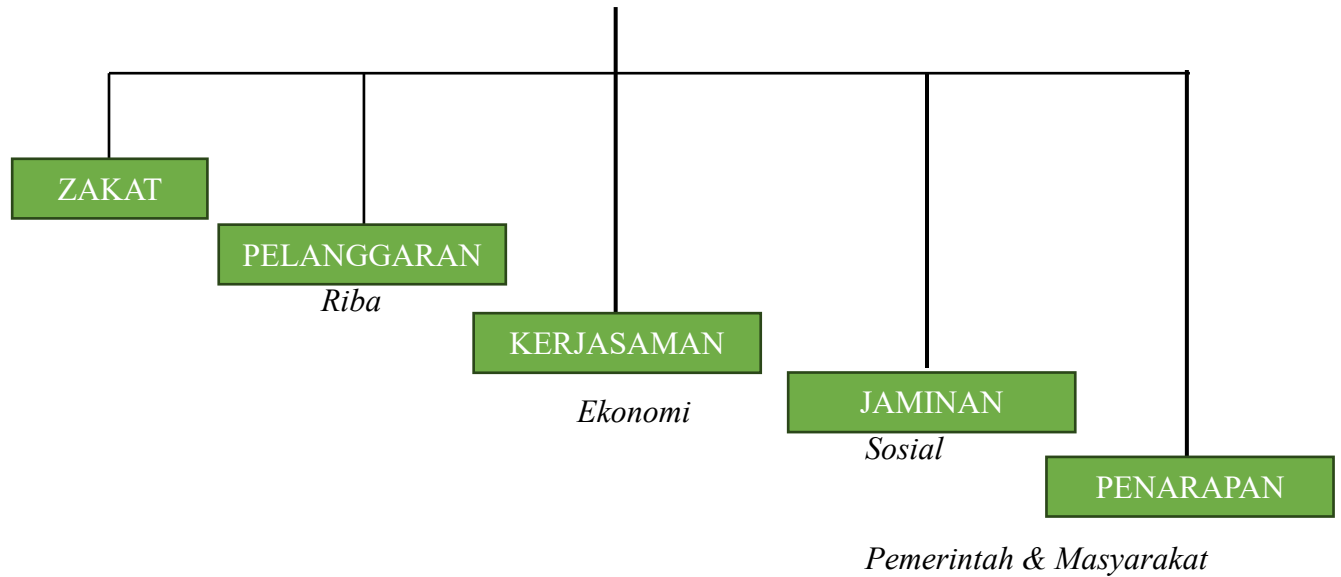 ZAKAT
PELANGGARAN
Riba
KERJASAMAN
Ekonomi
JAMINAN
Sosial
PENARAPAN
Pemerintah & Masyarakat